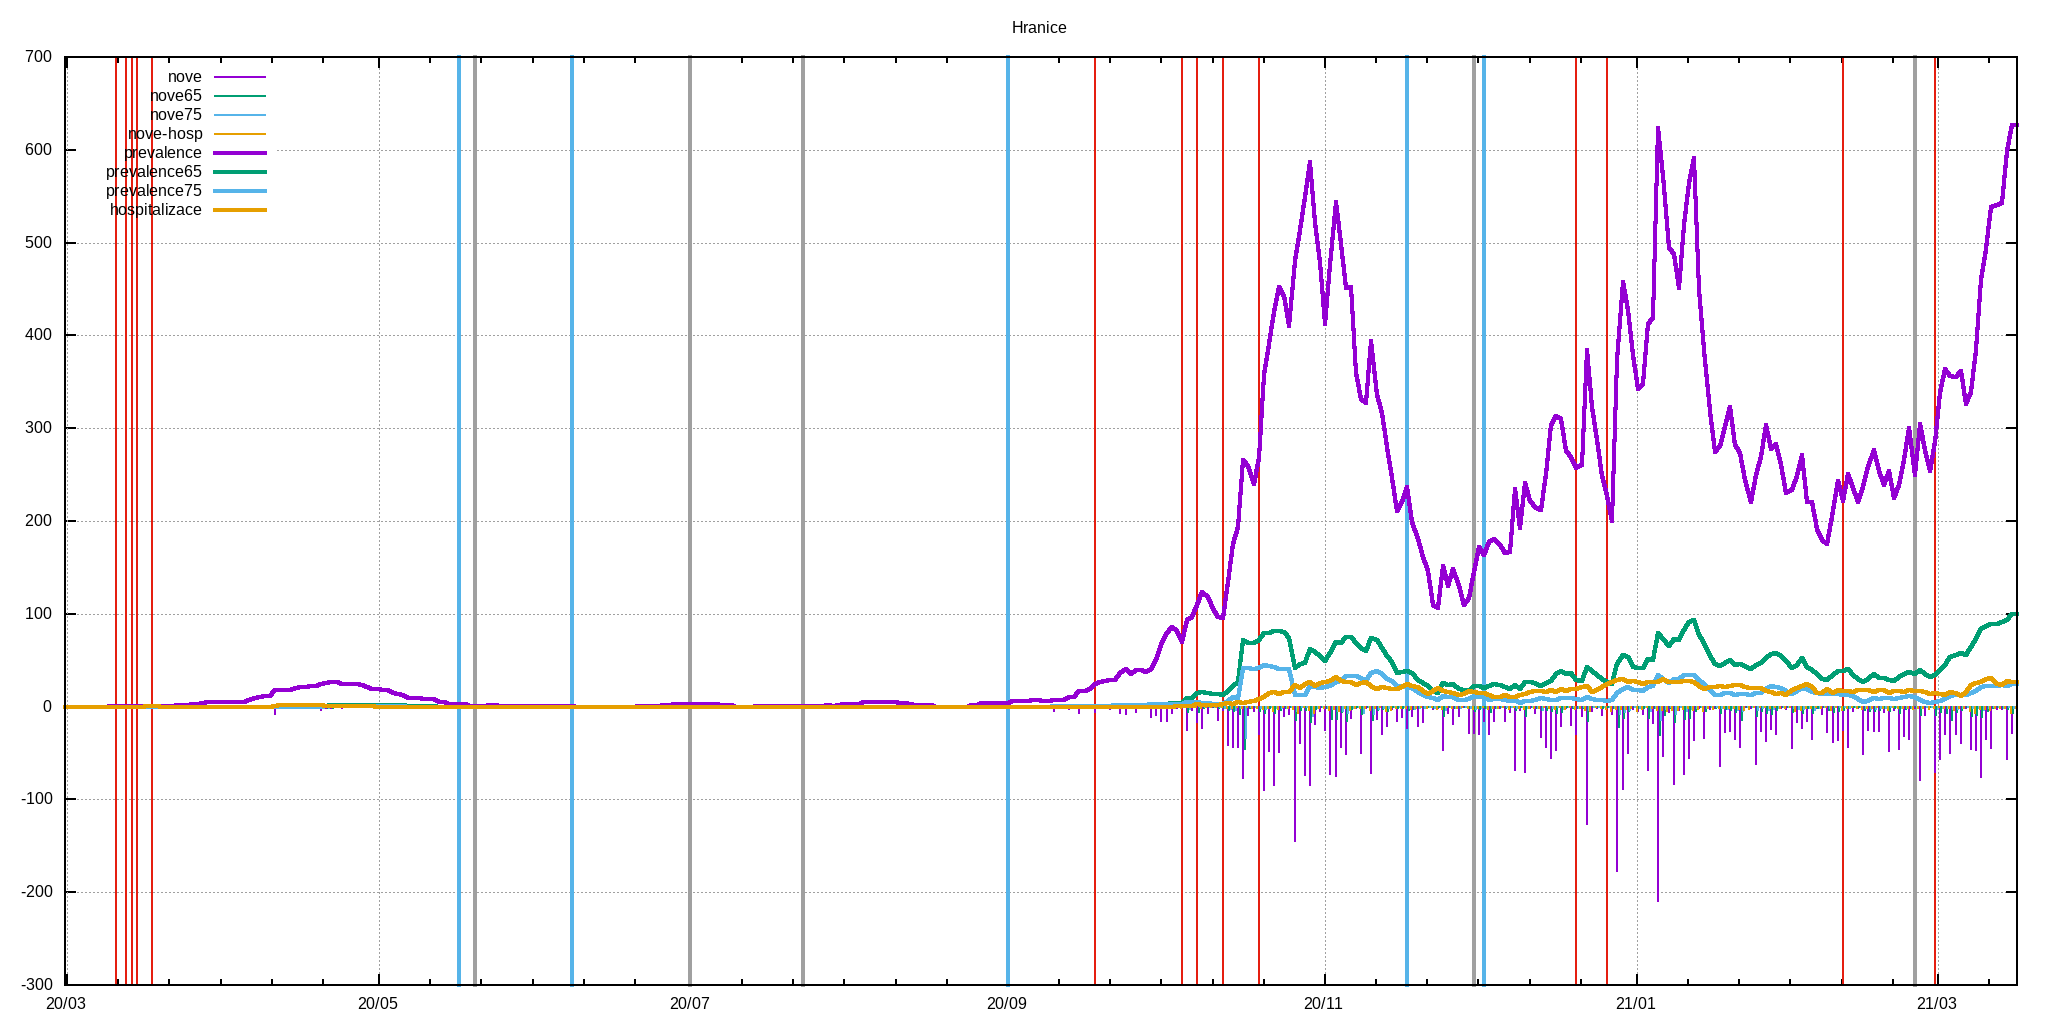 Hranice
700
600
500
400
300
200
100
0
-100
-200
-300
nove
nove65
nove75
nove-hosp
prevalence
prevalence65
prevalence75
hospitalizace
20/03
20/05
20/07
20/09
20/11
21/01
21/03